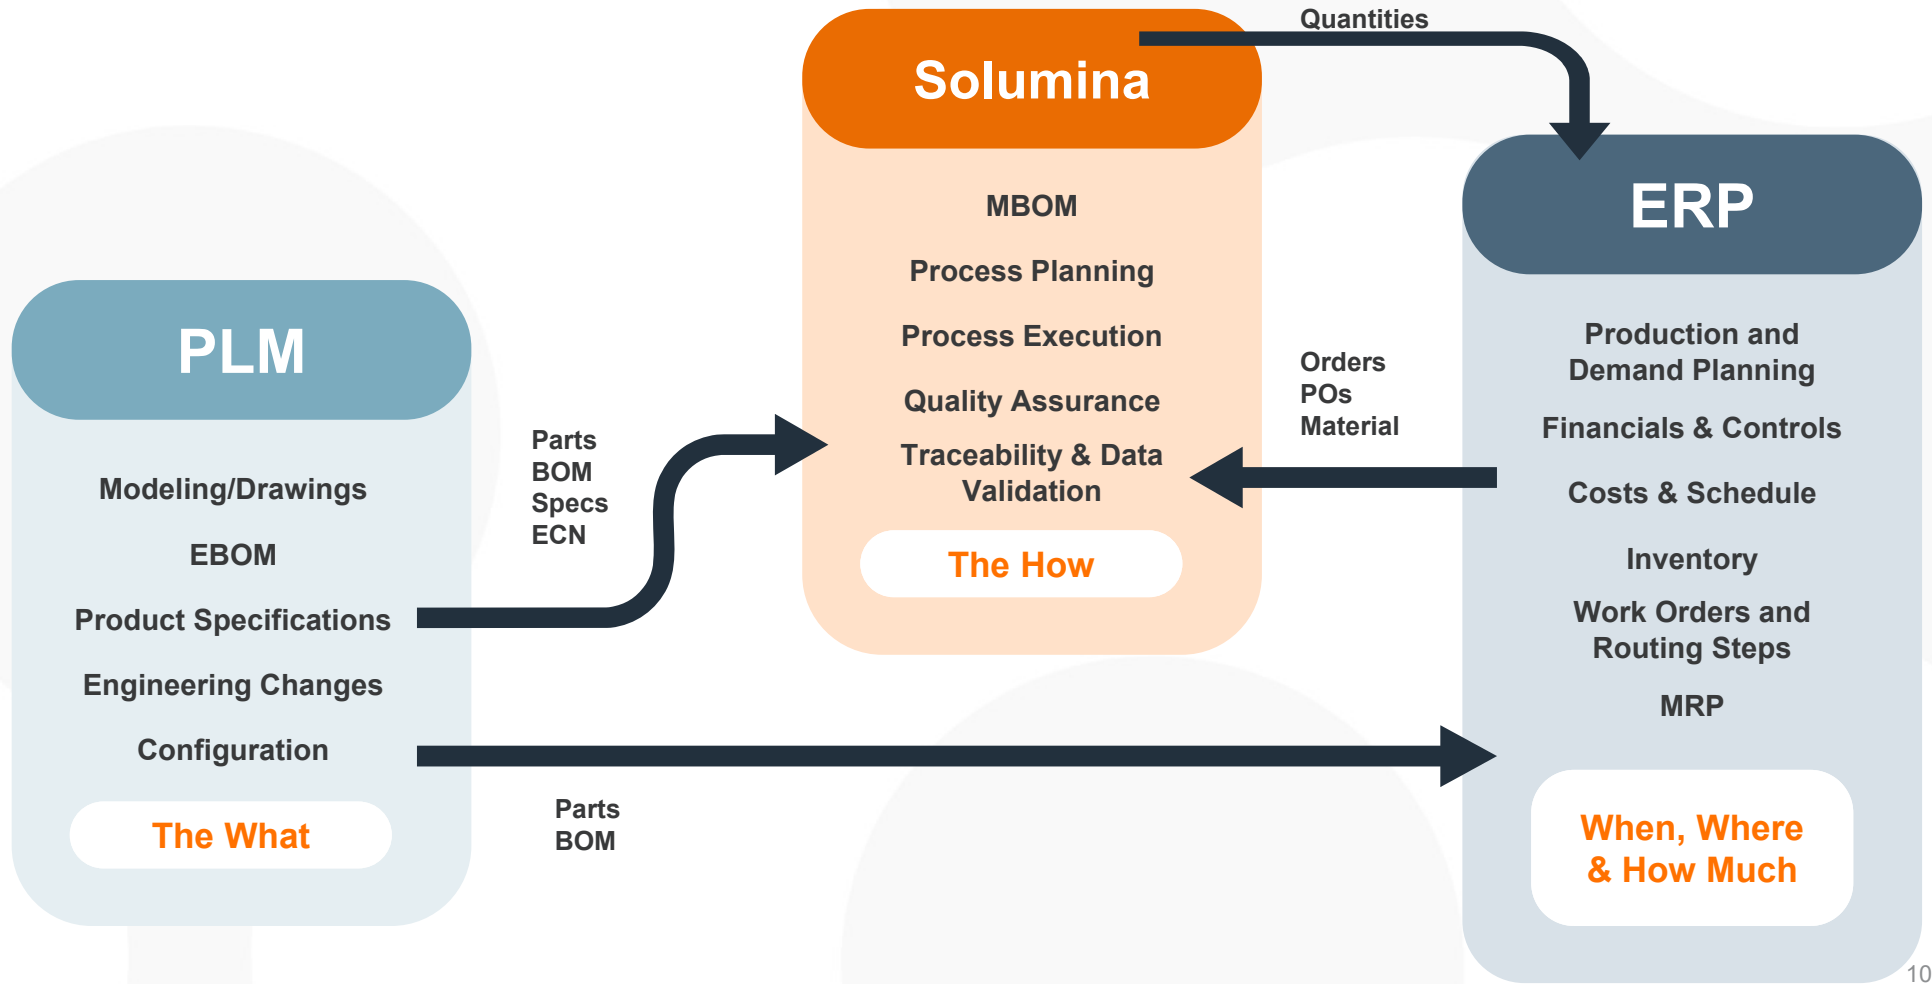 Quantities
Solumina
MBOM
Process Planning
Process Execution
Quality Assurance
Traceability & Data
Validation
The How
PLM
Modeling/Drawings
EBOM
Product Specifications
Engineering Changes
Configuration
The What
Parts
BOM
Specs
ECN
Parts
BOM
Orders
POs
Material
ERP
Production and
Demand Planning
Financials & Controls
Costs & Schedule
Inventory
Work Orders and
Routing Steps
MRP
When, Where
& How Much
10